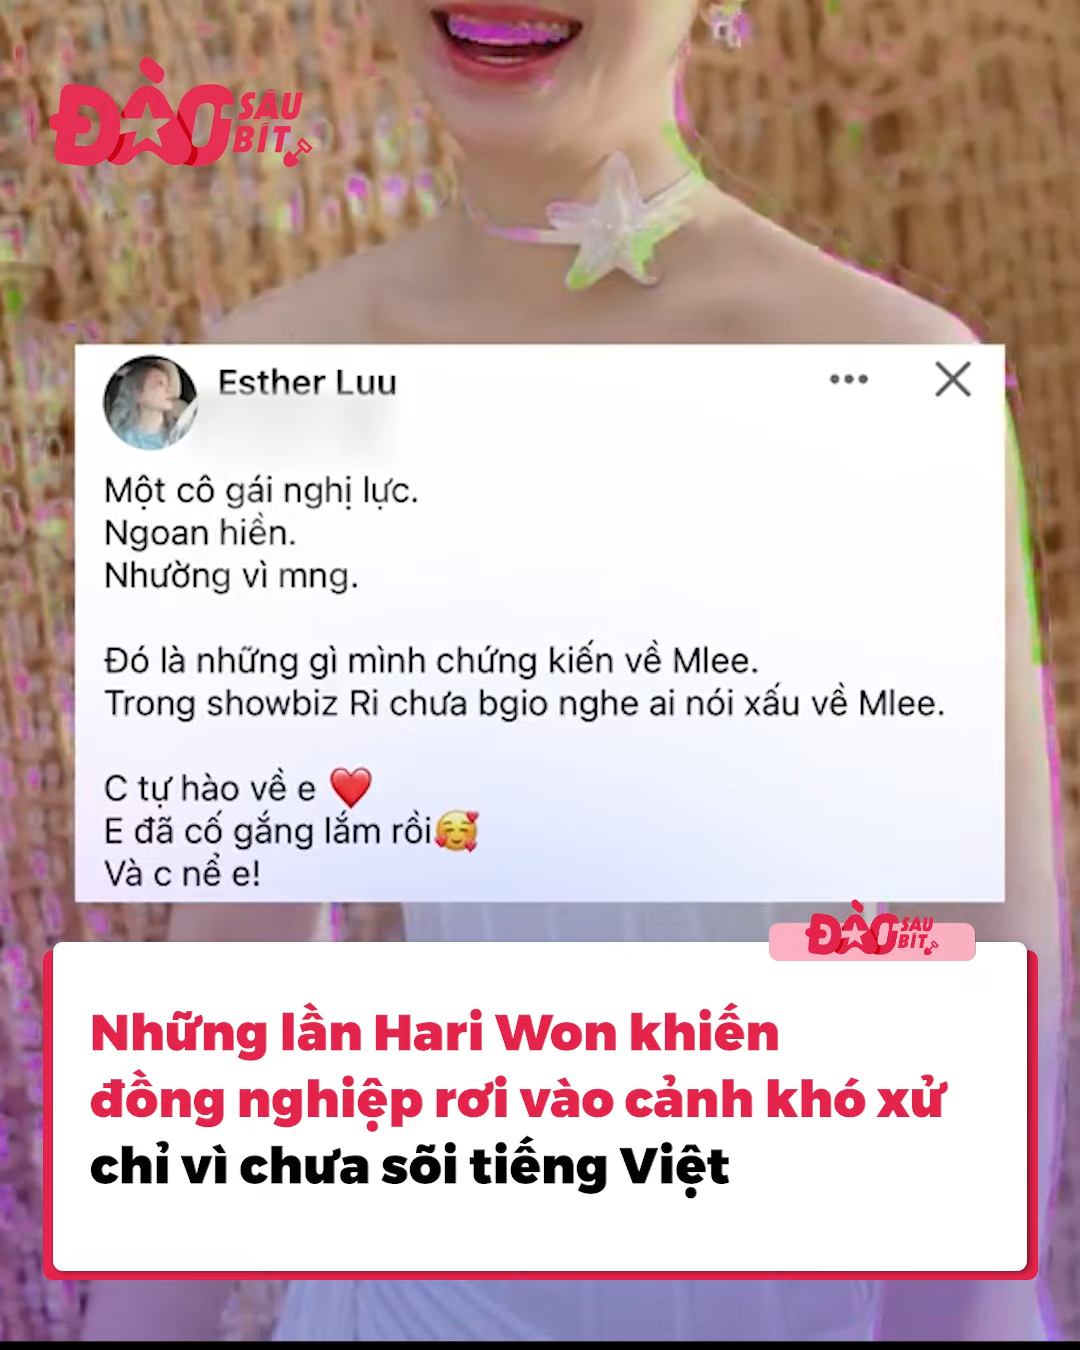 ĐÀO SÂU
BÍT
Esther Luu
Một cô gái nghị lực.
Ngoan hiền.
Nhường vì mng.
Đó là những gì mình chứng kiến về Mlee.
Trong showbiz Ri chưa bgio nghe ai nói xấu về Mlee.
C tự hào về e ❤️
E đã cố gắng lắm rồi🥰
Và c nể e!
ĐÀO SÂU
BÍT
Những lần Hari Won khiến
đồng nghiệp rơi vào cảnh khó xử
chỉ vì chưa sõi tiếng Việt